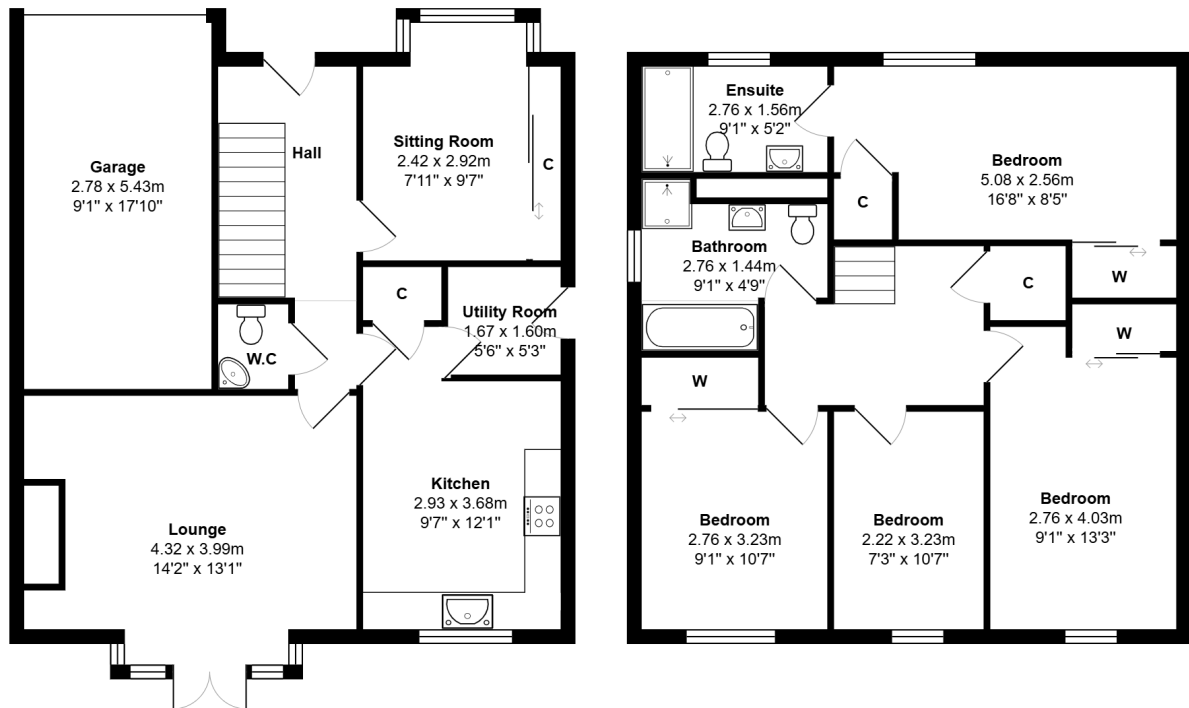 Garage
2.78 x 5.43m
9'1" x 17'10"
Hall
Sitting Room
2.42 x 2.92m
7'11" x 9'7"
C
C
Utility Room
1.67 x 1.60m
5'6" x 5'3"
W.C
Lounge
4.32 x 3.99m
14'2" x 13'1"
Kitchen
2.93 x 3.68m
9'7" x 12'1"
Ensuite
2.76 x 1.56m
9'1" x 5'2"
Bedroom
5.08 x 2.56m
16'8" x 8'5"
C
Bathroom
2.76 x 1.44m
9'1" x 4'9"
C
W
W
W
Bedroom
2.76 x 3.23m
9'1" x 10'7"
Bedroom
2.22 x 3.23m
7'3" x 10'7"
Bedroom
2.76 x 4.03m
9'1" x 13'3"